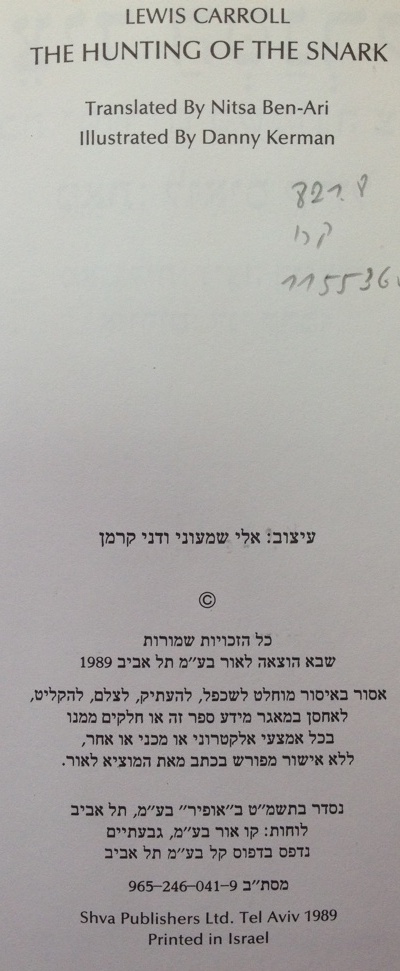 LEWIS CARROLL
THE HUNTING OF THE SNARK
Translated By Nitsa Ben-Ari
Illustrated By Danny Kerman
821.8
קרו
115536
עיצוב: אלי שמעוני ודני קרמן
©
כל הזכויות שמורות
שבא הוצאה לאור בע״מ תל אביב 1989
אסור באיסור מוחלט לשכפל, להעתיק, לצלם, להקליט,
לאחסן במאגר מידע ספר זה או חלקים ממנו
בכל אמצעי אלקטרוני או מכני או אחר,
ללא אישור מפורש בכתב מאת המוציא לאור.
נסדר בתשמ״ט ב״אופיר״ בע״מ, תל אביב
לוחות: קו אור בע״מ, גבעתיים
נדפס בדפוס קל בע״מ תל אביב
מסת״ב 965-246-041-9
Shva Publishers Ltd. Tel Aviv 1989
Printed in Israel